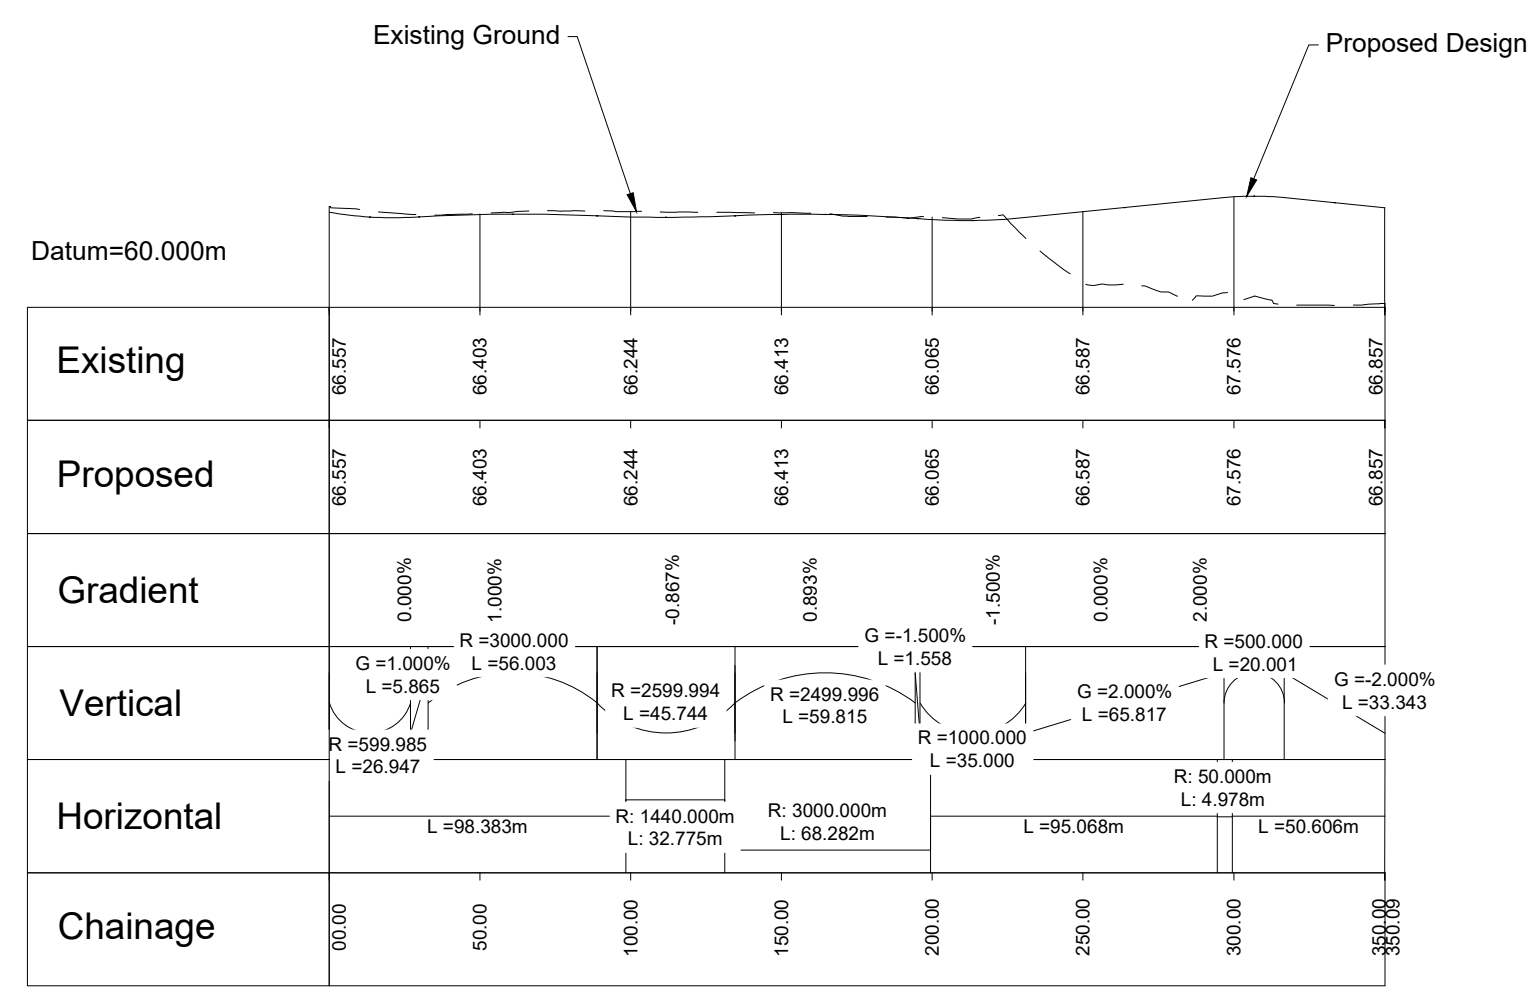 Existing Ground
Proposed Design
Datum=60.000m
Existing
66.557
66.403
66.244
66.413
66.065
66.587
67.576
66.857
Proposed
66.557
66.403
66.244
66.413
66.065
66.587
67.576
66.857
Gradient
0.000%
1.000%
-0.867%
0.893%
-1.500%
0.000%
2.000%
Vertical
R =599.985
L =26.947
G =1.000%
L =5.865
R =3000.000
L =56.003
R =2599.994
L =45.744
R =2499.996
L =59.815
G =-1.500%
L =1.558
R =1000.000
L =35.000
G =2.000%
L =65.817
R =500.000
L =20.001
G =-2.000%
L =33.343
Horizontal
L =98.383m
R: 1440.000m
L: 32.775m
R: 3000.000m
L: 68.282m
L =95.068m
R: 50.000m
L: 4.978m
L =50.606m
Chainage
00.00
50.00
100.00
150.00
200.00
250.00
300.00
350.09
350.09